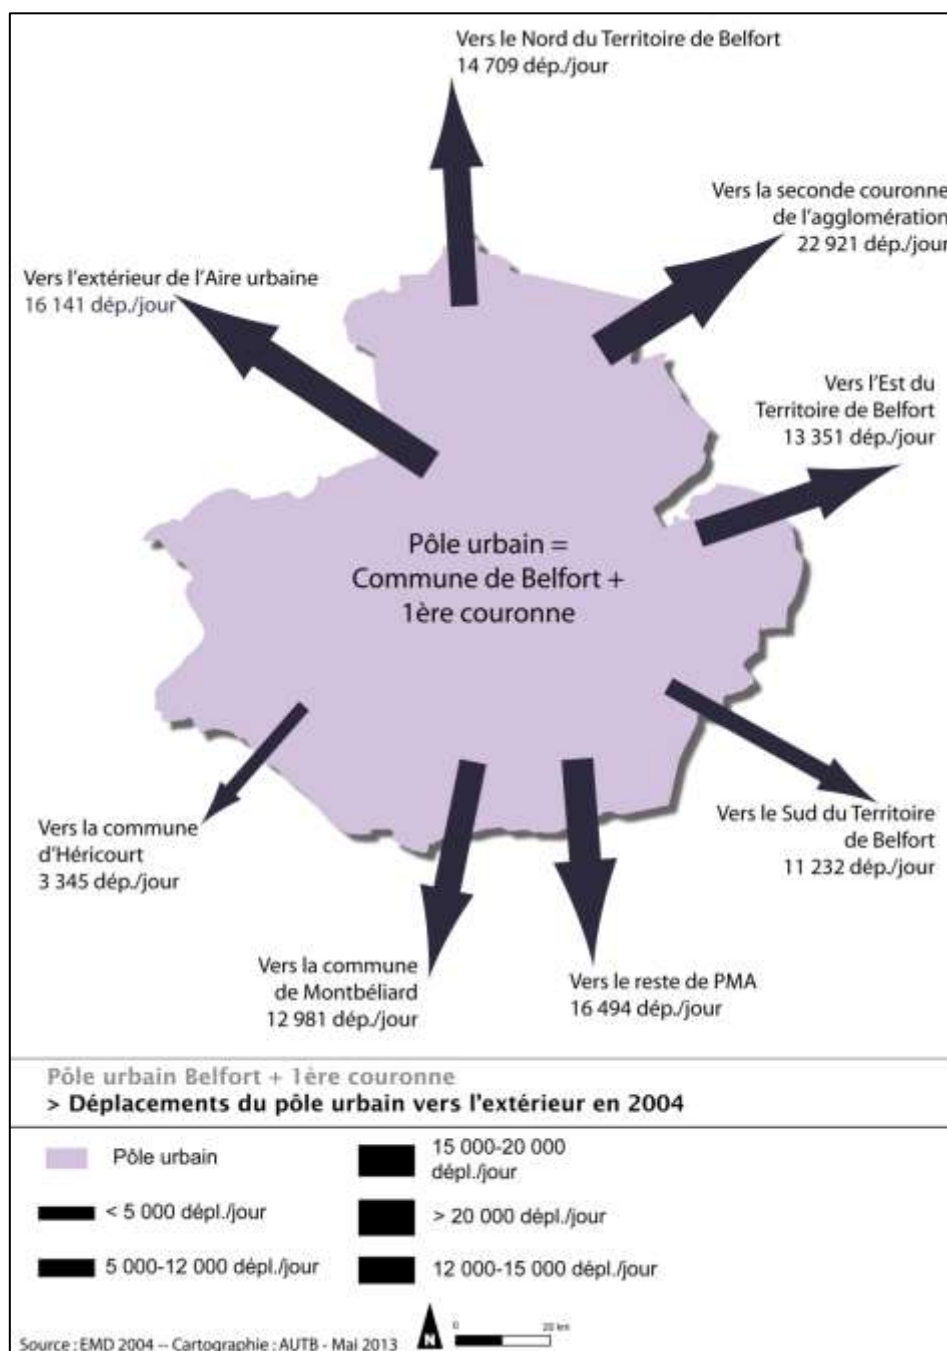 Vers le Nord du Territoire de Belfort
14 709 dép./jour
Vers la seconde couronne
de l'agglomération
22 921 dép./jour
Vers l'extérieur de l'Aire urbaine
16 141 dép./jour
Vers l'Est du
Territoire de Belfort
13 351 dép./jour
Pôle urbain =
Commune de Belfort +
1ère couronne
Vers la commune
d'Héricourt
3 345 dép./jour
Vers le Sud du Territoire
de Belfort
11 232 dép./jour
Vers la commune
de Montbéliard
12 981 dép./jour
Vers le reste de PMA
16 494 dép./jour
Pôle urbain Belfort + 1ère couronne
> Déplacements du pôle urbain vers l'extérieur en 2004
Pôle urbain
< 5 000 dépl./jour
5 000-12 000 dépl./jour
15 000-20 000
dépl./jour
> 20 000 dépl./jour
12 000-15 000 dépl./jour
Source : EMD 2004 -- Cartographie : AUTB - Mai 2013
N
0 20 km